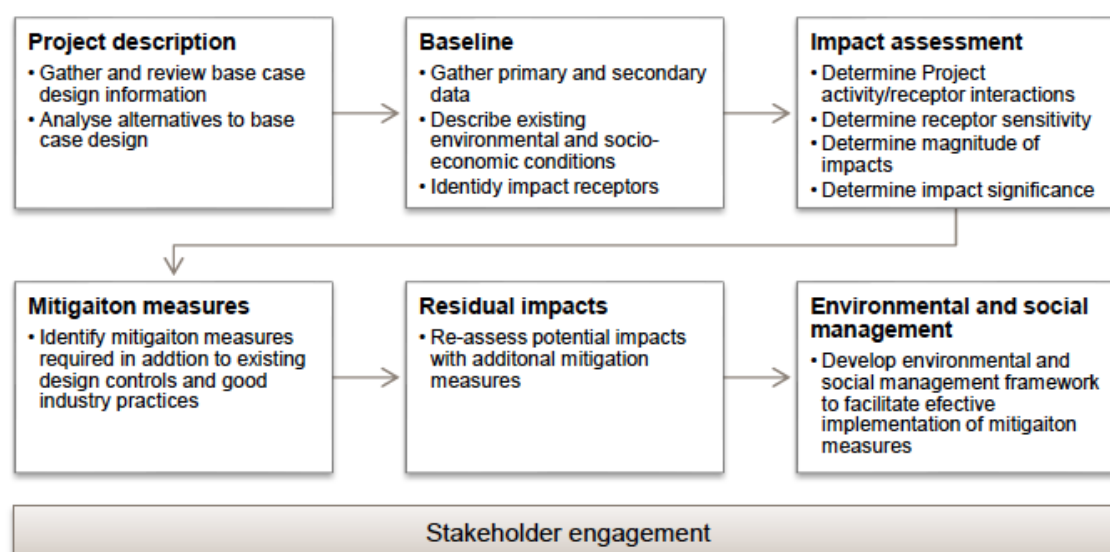 Project description
• Gather and review base case
design information
• Analyse alternatives to base
case design
Baseline
• Gather primary and secondary
data
• Describe existing
environmental and socio-
economic conditions
• Identidy impact receptors
Impact assessment
• Determine Project
activity/receptor interactions
• Determine receptor sensitivity
• Determine magnitude of
impacts
• Determine impact significance
Mitigaiton measures
• Identify mitigaiton measures
required in addtion to existing
design controls and good
industry practices
Residual impacts
• Re-assess potential impacts
with additonal mitigation
measures
Environmental and social
management
• Develop environmental and
social management framework
to facilitate efective
implementation of mitigaiton
measures
Stakeholder engagement